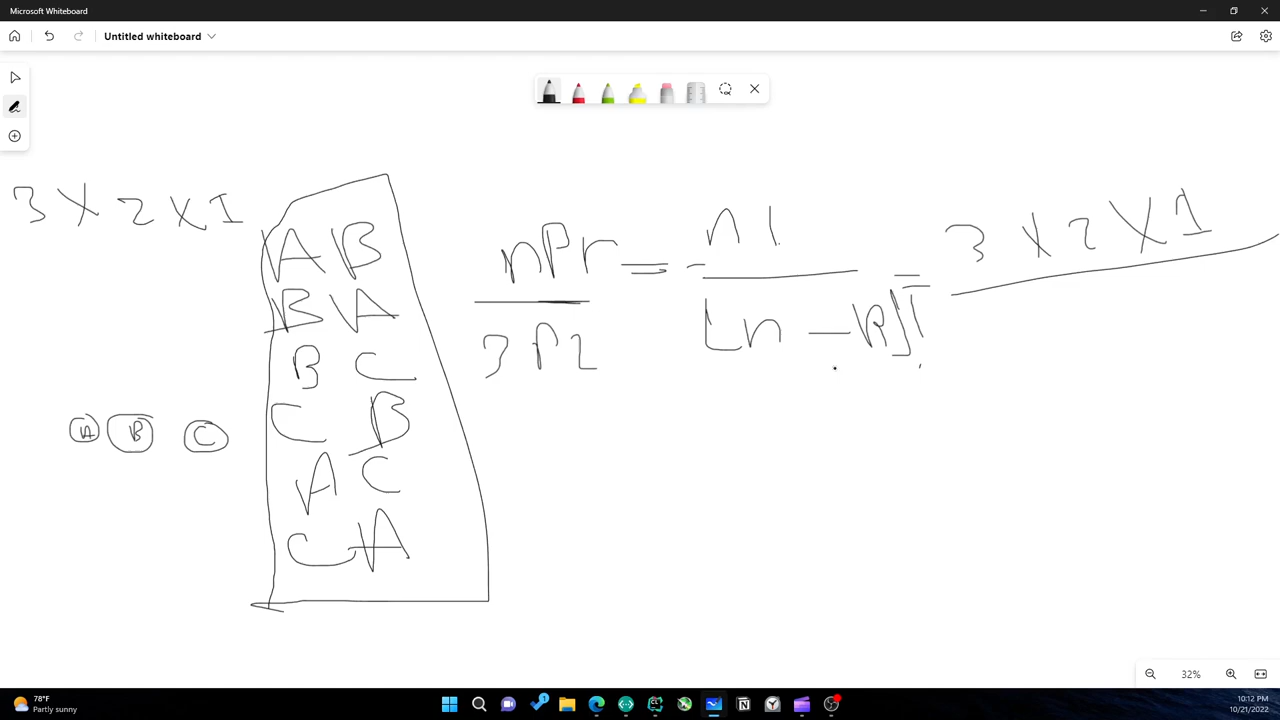 Microsoft Whiteboard
Untitled whiteboard
3 X 2 X 1
A B
B A
B C
C B
A C
C A
A B C
nPr = n! = 3 X 2 X 1
3P2 [n - R]!
32%
78°F
Partly sunny
10:12 PM
10/21/2022